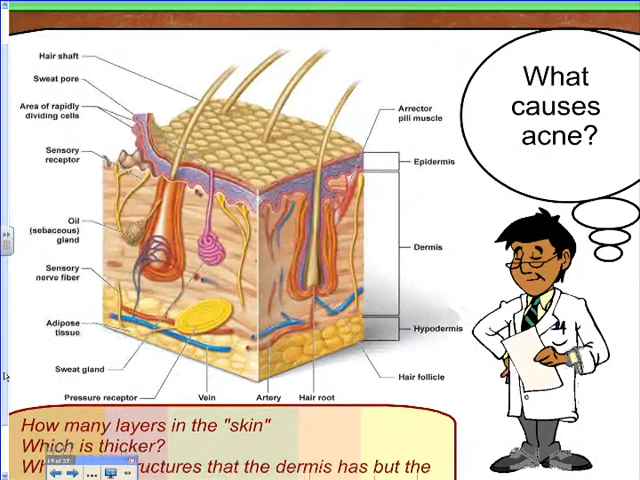 What
causes
acne?
Hair shaft
Sweat pore
Area of rapidly
dividing cells
Sensory
receptor
Oil
(sebaceous)
gland
Sensory
nerve fiber
Adipose
tissue
Sweat gland
Pressure receptor
Vein
Artery
Hair root
Hair follicle
Arrector
pili muscle
Epidermis
Dermis
Hypodermis
How many layers in the "skin"
Which is thicker?
structures that the dermis has but the